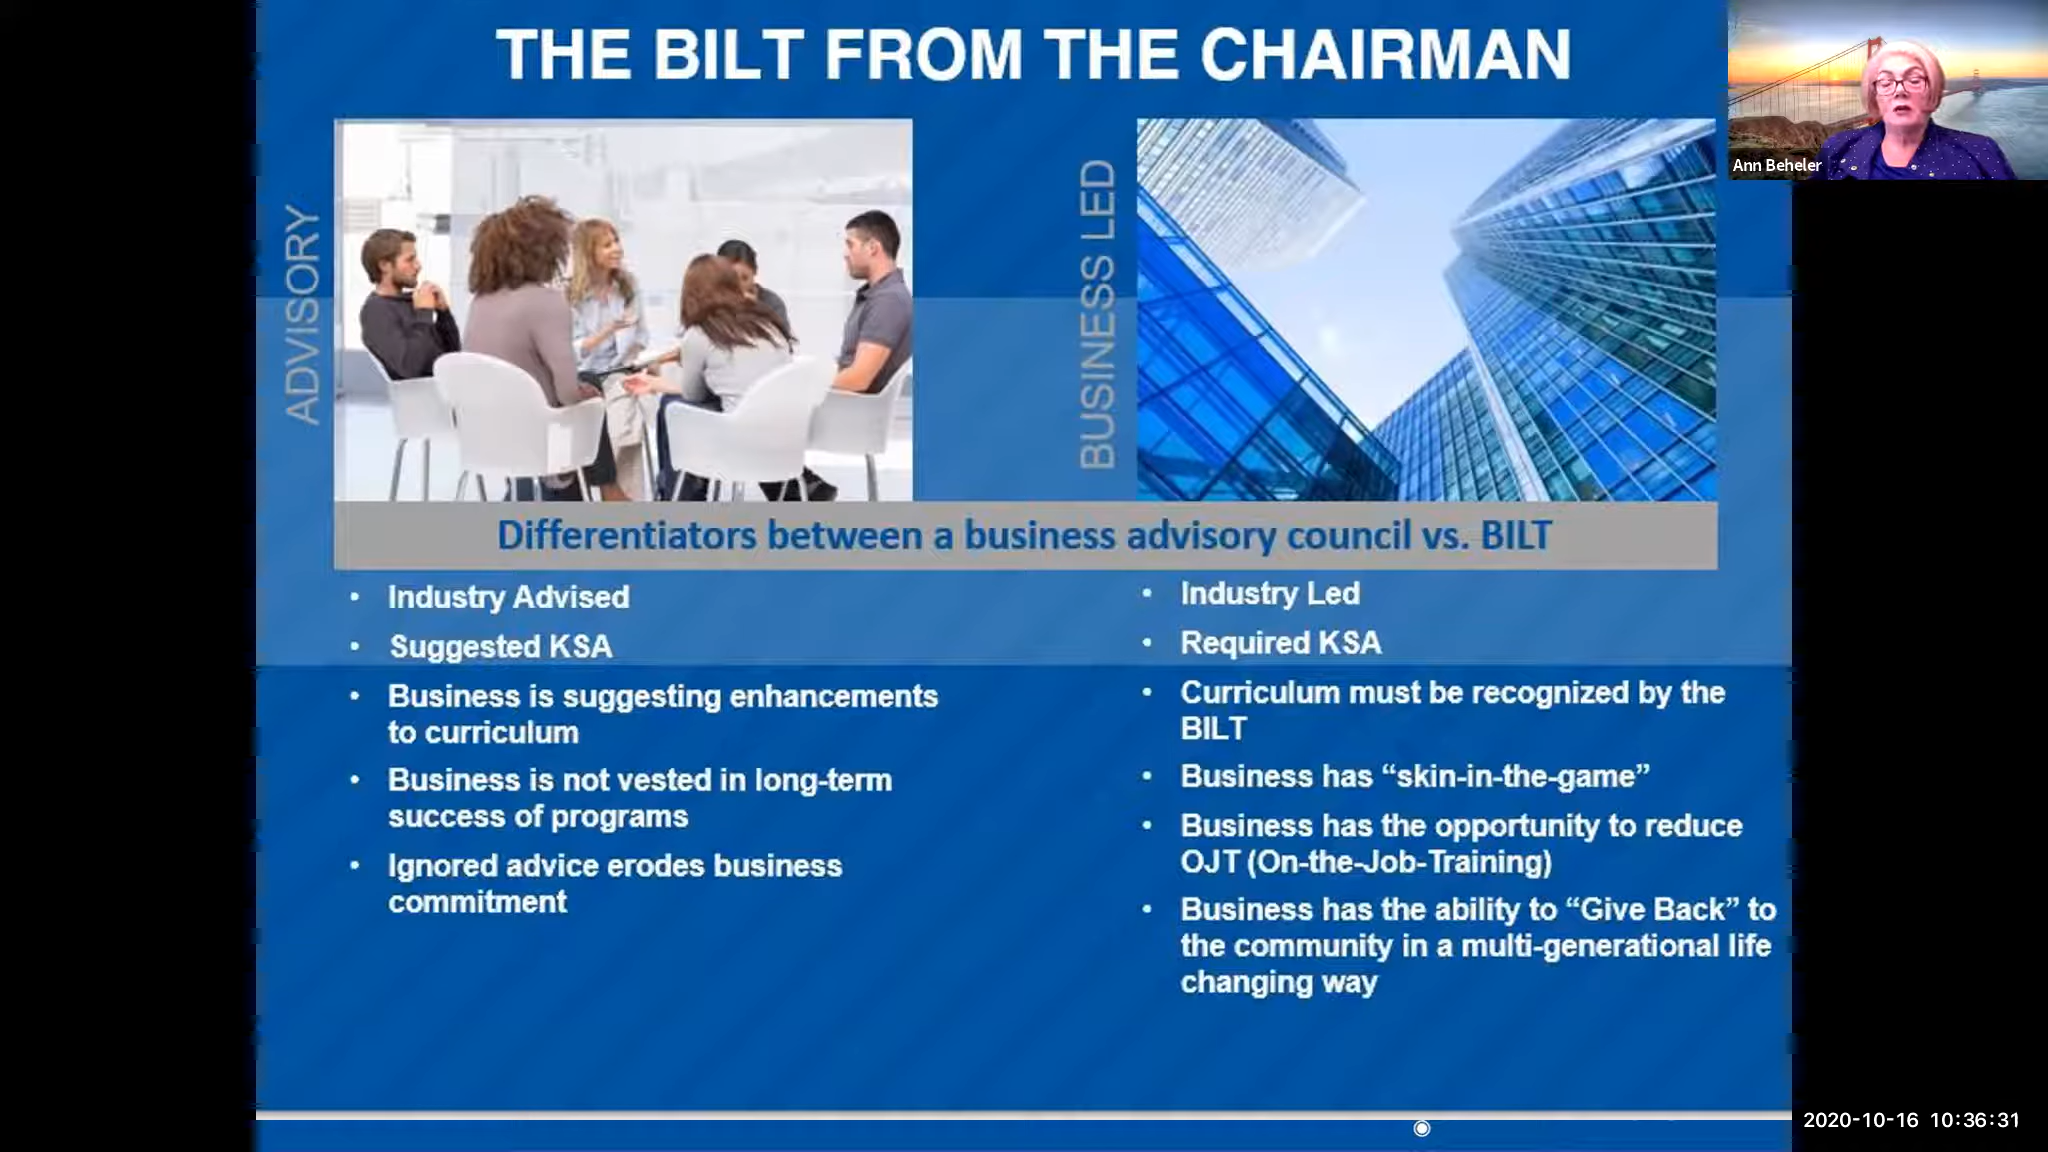 THE BILT FROM THE CHAIRMAN
Ann Beheler
ADVISORY
BUSINESS LED
Differentiators between a business advisory council vs. BILT
• Industry Advised
• Suggested KSA
• Business is suggesting enhancements
to curriculum
• Business is not vested in long-term
success of programs
• Ignored advice erodes business
commitment
• Industry Led
• Required KSA
• Curriculum must be recognized by the
BILT
• Business has “skin-in-the-game”
• Business has the opportunity to reduce
OJT (On-the-Job-Training)
• Business has the ability to “Give Back” to
the community in a multi-generational life
changing way
2020-10-16 10:36:31